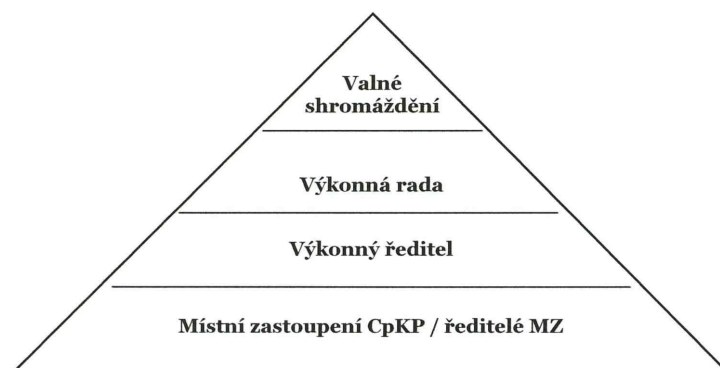 Valné
shromáždění
Výkonná rada
Výkonný ředitel
Místní zastoupení CpKP / ředitelé MZ